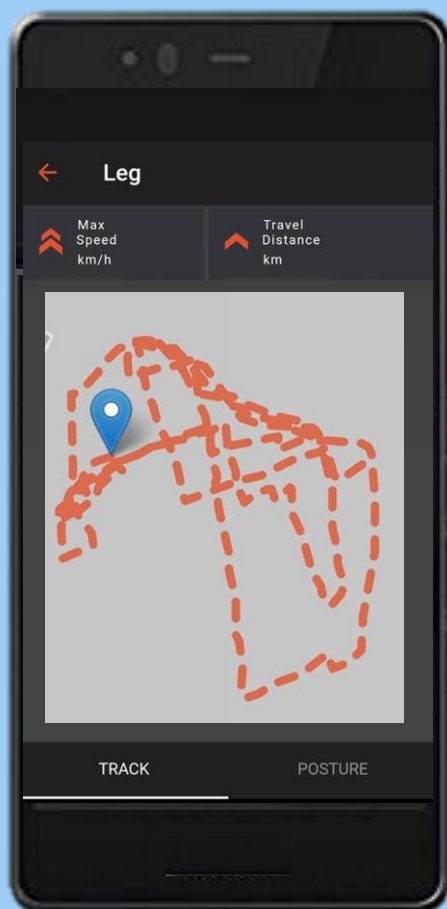 Leg
Max
Speed
km/h
Travel
Distance
km
TRACK
POSTURE